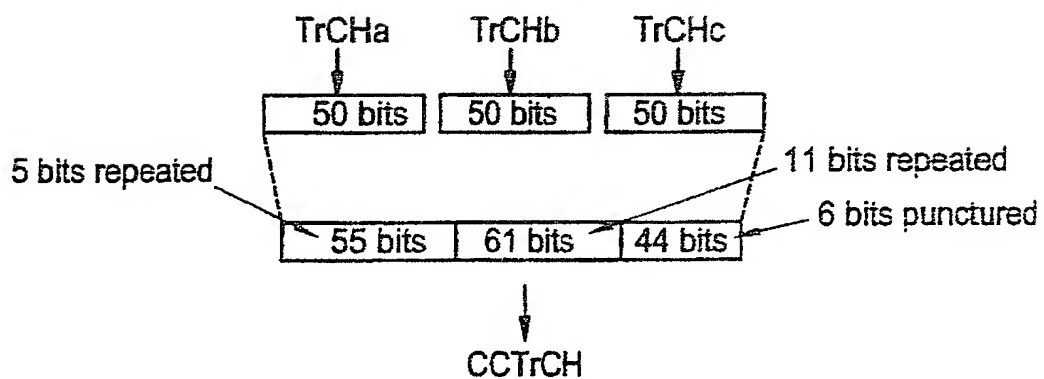 TrCHa TrCHb TrCHc
50 bits 50 bits 50 bits
5 bits repeated
11 bits repeated
6 bits punctured
55 bits 61 bits 44 bits
CCTrCH